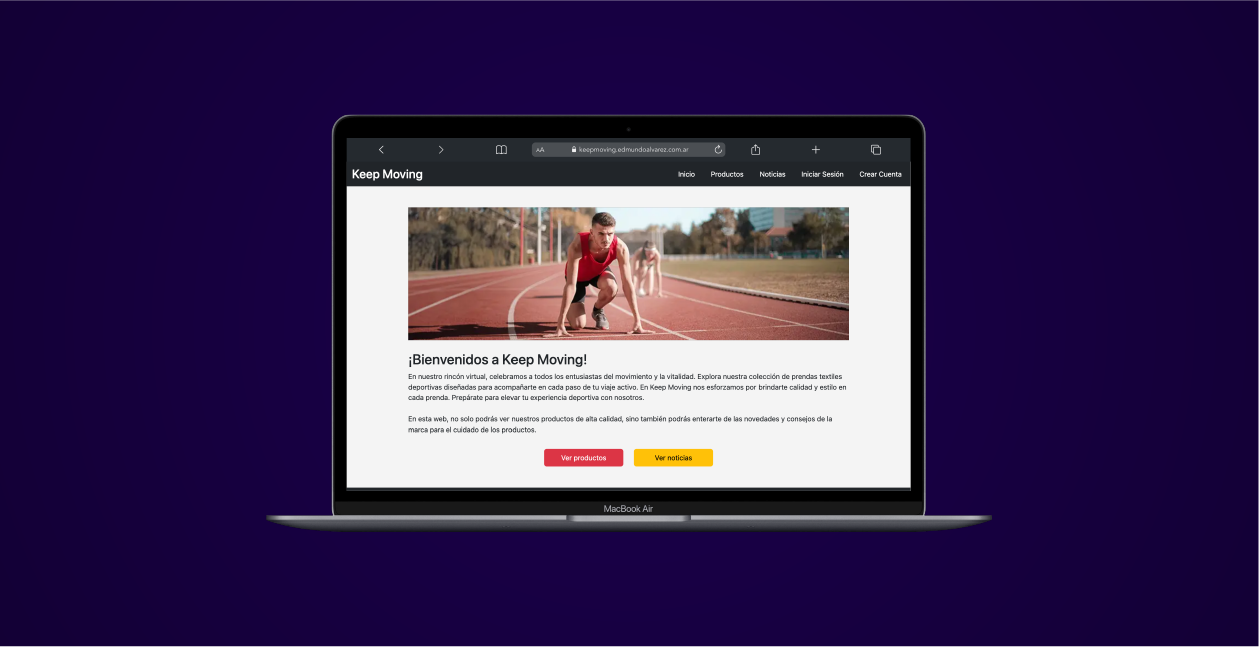 AA keepmoving.edmundoalvarez.com.ar
Keep Moving Inicio Productos Noticias Iniciar Sesión Crear Cuenta
¡Bienvenidos a Keep Moving!
En nuestro rincón virtual, celebramos a todos los entusiastas del movimiento y la vitalidad. Explora nuestra colección de prendas textiles
deportivas diseñadas para acompañarte en cada paso de tu viaje activo. En Keep Moving nos esforzamos por brindarte calidad y estilo en
cada prenda. Prepárate para elevar tu experiencia deportiva con nosotros.
En esta web, no solo podrás ver nuestros productos de alta calidad, sino también podrás enterarte de las novedades y consejos de la
marca para el cuidado de los productos.
Ver productos Ver noticias
MacBook Air